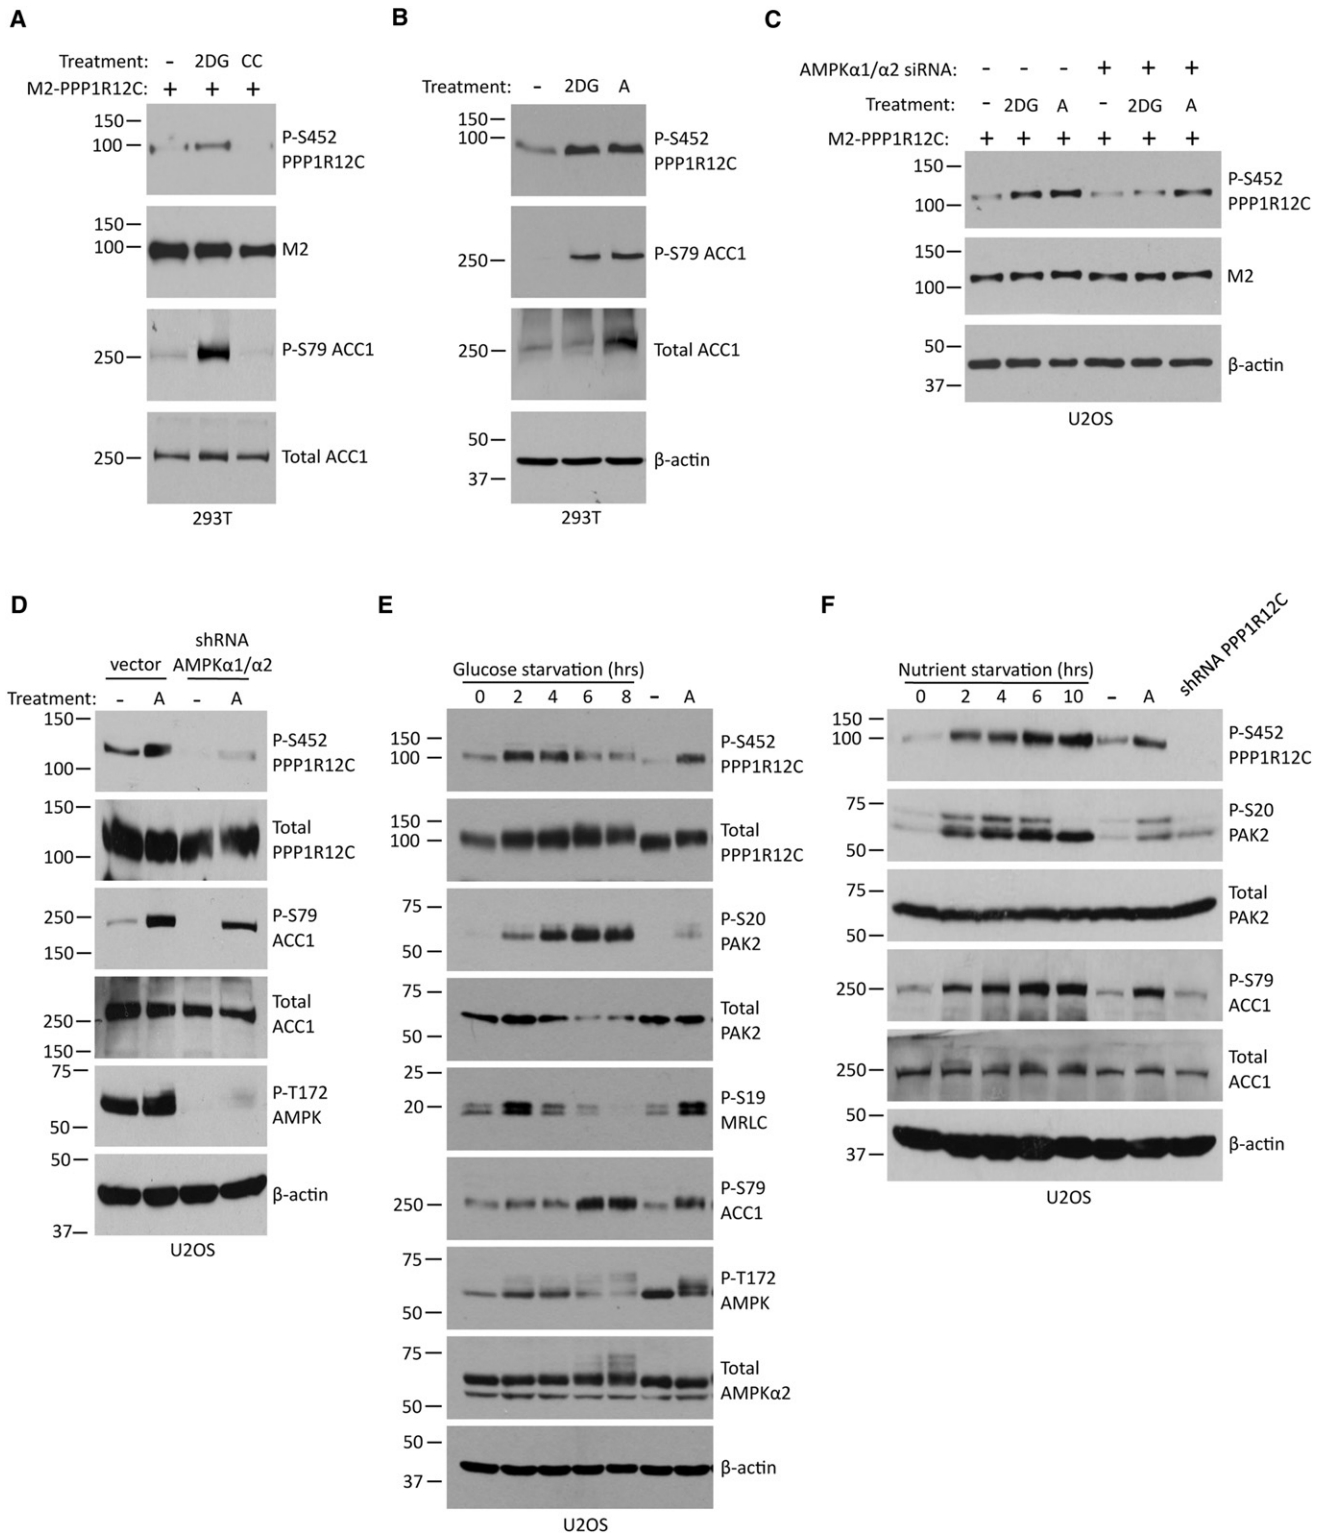 A
Treatment: - 2DG CC
M2-PPP1R12C: + + +
150
100
P-S452
PPP1R12C
150
100
M2
250
P-S79 ACC1
250
Total ACC1
293T
B
Treatment: - 2DG A
150
100
P-S452
PPP1R12C
250
P-S79 ACC1
250
Total ACC1
50
37
β-actin
293T
C
AMPKα1/α2 siRNA: - - - + + +
Treatment: - 2DG A - 2DG A
M2-PPP1R12C: + + + + + +
150
100
P-S452
PPP1R12C
150
100
M2
50
37
β-actin
U2OS
D
shRNA
vector AMPKα1/α2
Treatment: - A - A
150
100
P-S452
PPP1R12C
150
100
Total
PPP1R12C
250
150
P-S79
ACC1
250
150
Total
ACC1
75
50
P-T172
AMPK
50
37
β-actin
U2OS
E
Glucose starvation (hrs)
0 2 4 6 8 - A
150
100
P-S452
PPP1R12C
150
100
Total
PPP1R12C
75
50
P-S20
PAK2
75
50
Total
PAK2
25
20
P-S19
MRLC
250
P-S79
ACC1
75
50
P-T172
AMPK
75
50
Total
AMPKα2
50
37
β-actin
U2OS
F
Nutrient starvation (hrs)
0 2 4 6 10 - A shRNA PPP1R12C
150
100
P-S452
PPP1R12C
75
50
P-S20
PAK2
75
50
Total
PAK2
250
P-S79
ACC1
250
Total
ACC1
50
37
β-actin
U2OS